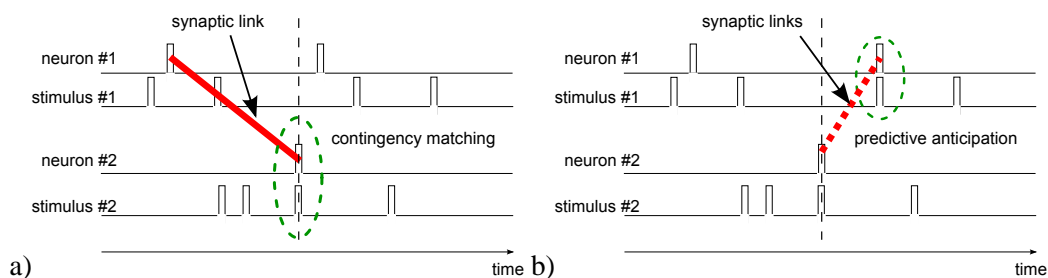 synaptic link
neuron #1
stimulus #1
contingency matching
neuron #2
stimulus #2
time
a)
synaptic links
neuron #1
stimulus #1
predictive anticipation
neuron #2
stimulus #2
time
b)